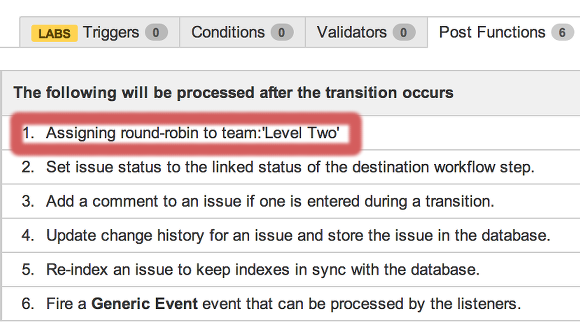 LABS Triggers 0 Conditions 0 Validators 0 Post Functions 6
The following will be processed after the transition occurs
1. Assigning round-robin to team:'Level Two'
2. Set issue status to the linked status of the destination workflow step.
3. Add a comment to an issue if one is entered during a transition.
4. Update change history for an issue and store the issue in the database.
5. Re-index an issue to keep indexes in sync with the database.
6. Fire a Generic Event event that can be processed by the listeners.